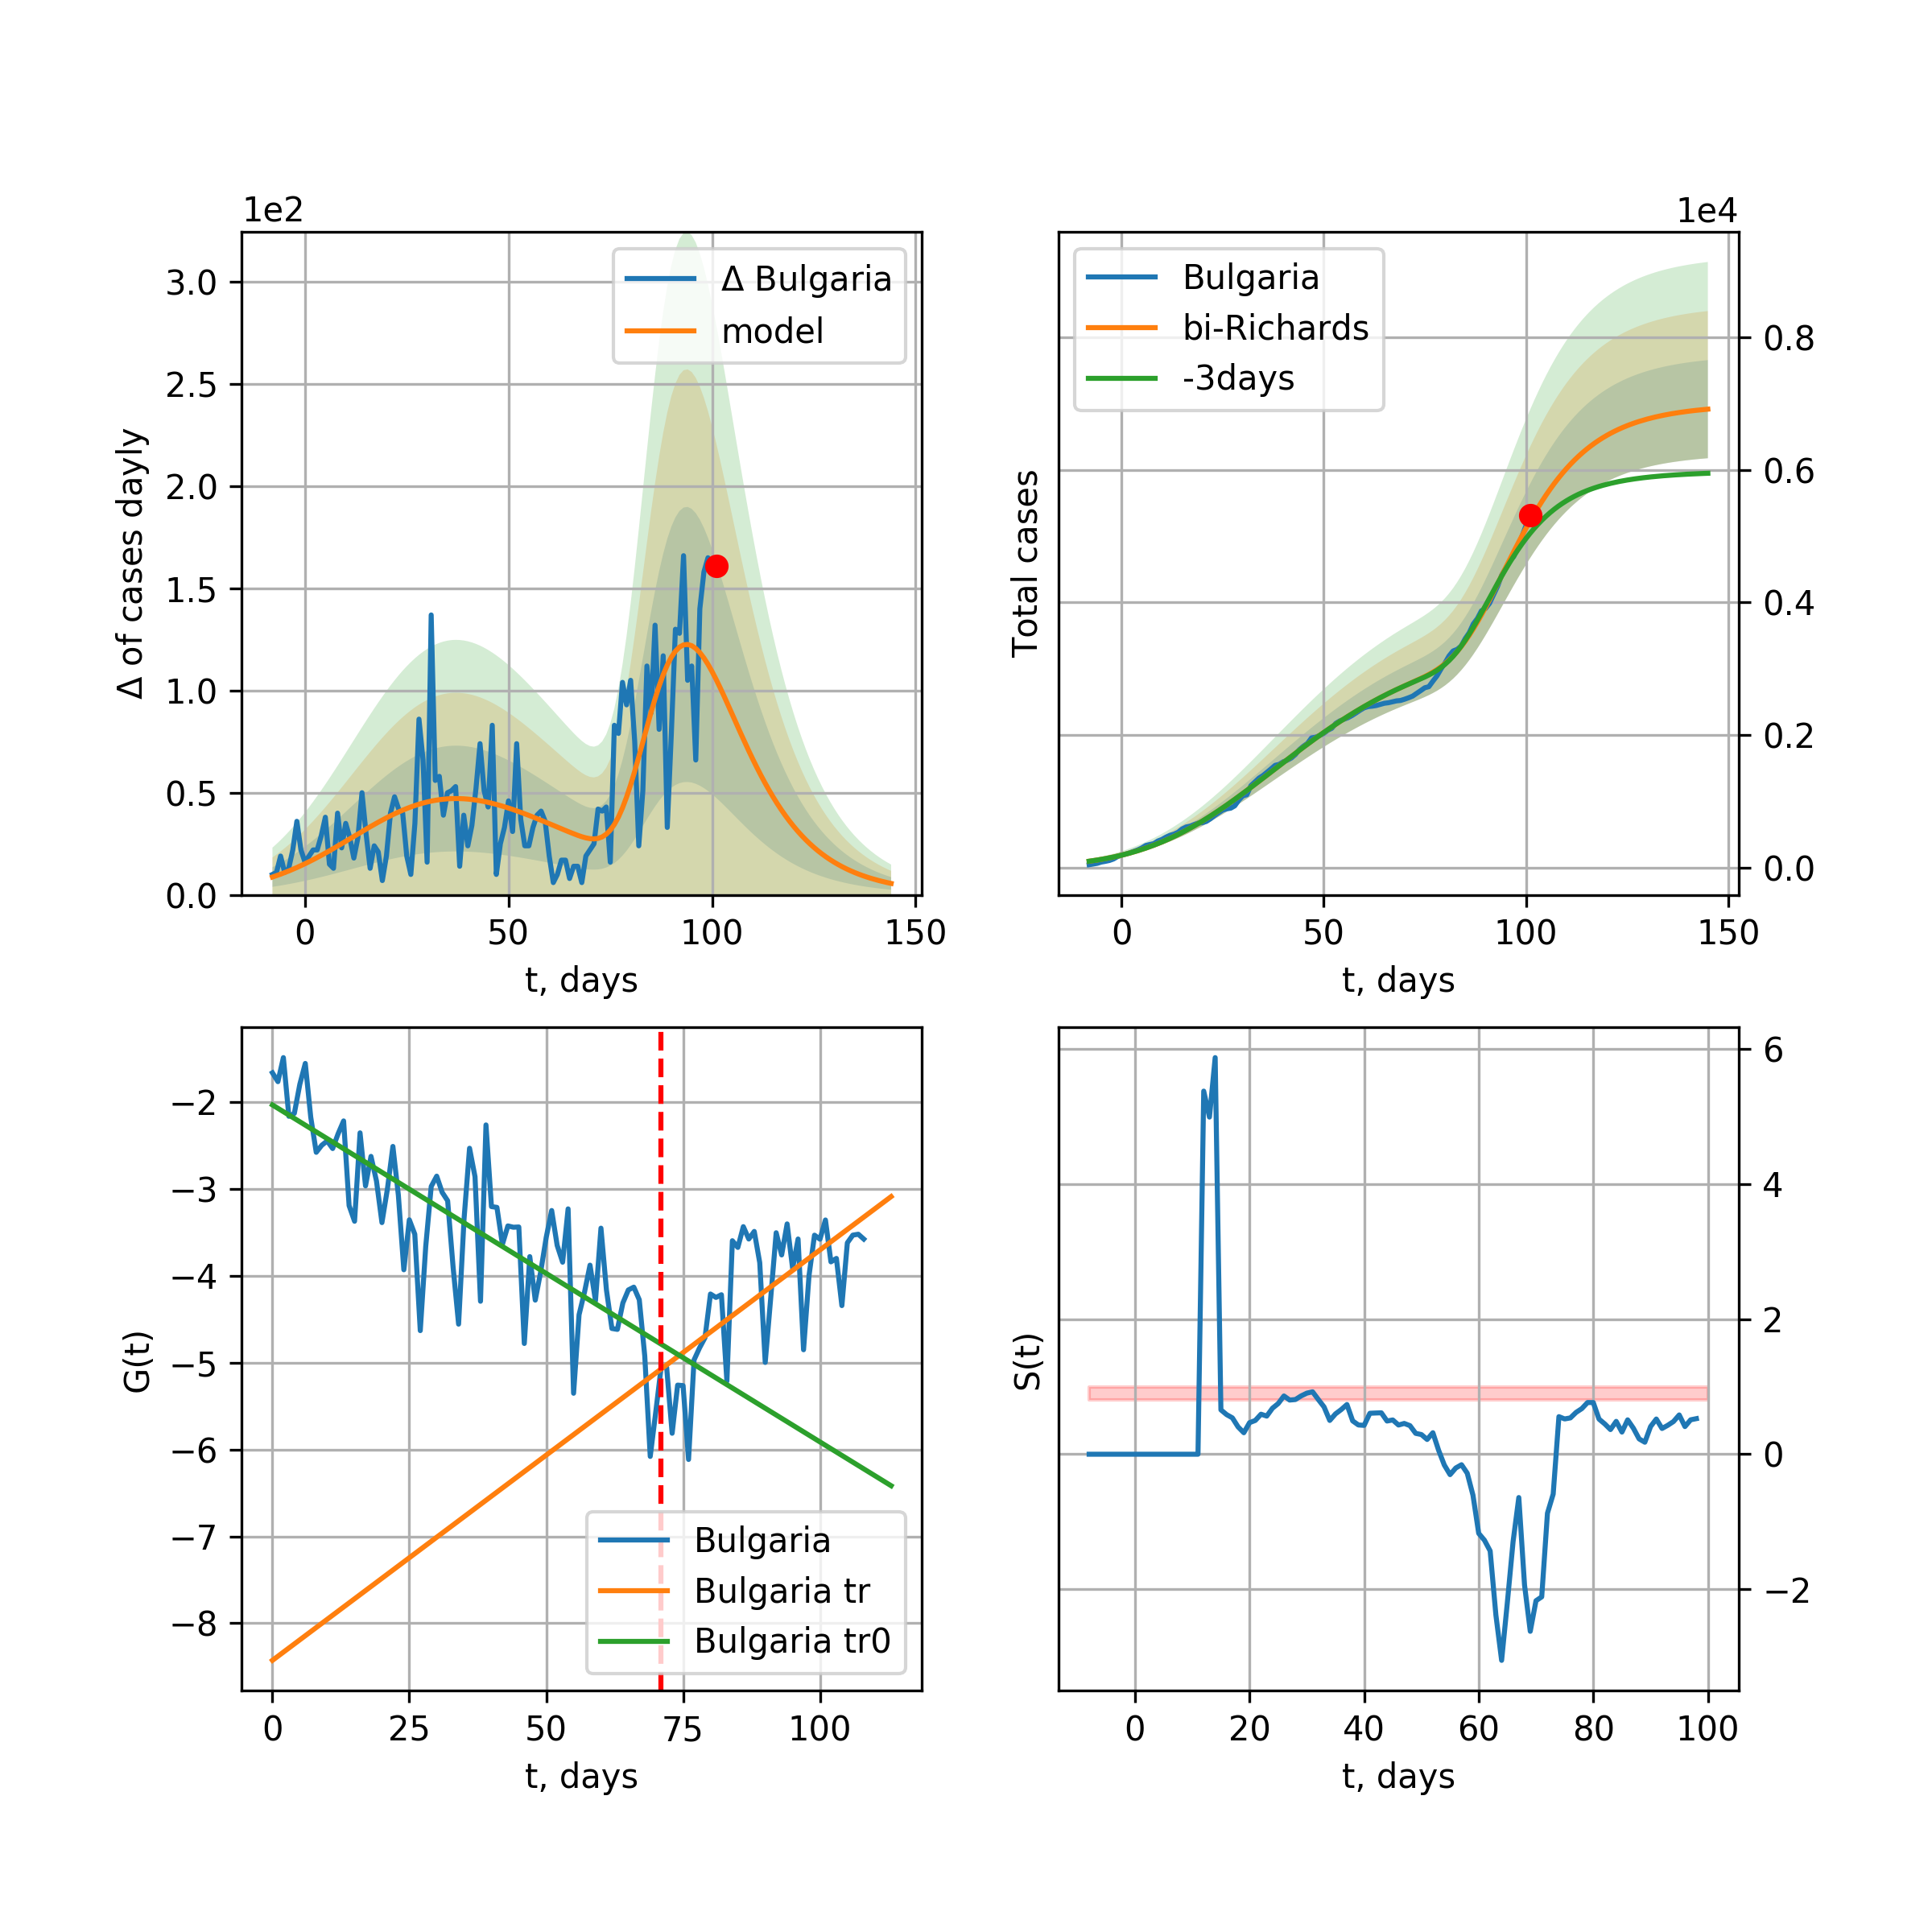 1e2
3.0
2.5
2.0
1.5
1.0
0.5
0.0
Δ of cases dayly
Δ Bulgaria
model
0 50 100 150
t, days
1e4
Bulgaria
bi-Richards
-3days
Total cases
0.8
0.6
0.4
0.2
0.0
0 50 100 150
t, days
−2
−3
−4
−5
−6
−7
−8
G(t)
Bulgaria
Bulgaria tr
Bulgaria tr0
0 25 50 75 100
t, days
S(t)
6
4
2
0
−2
0 20 40 60 80 100
t, days